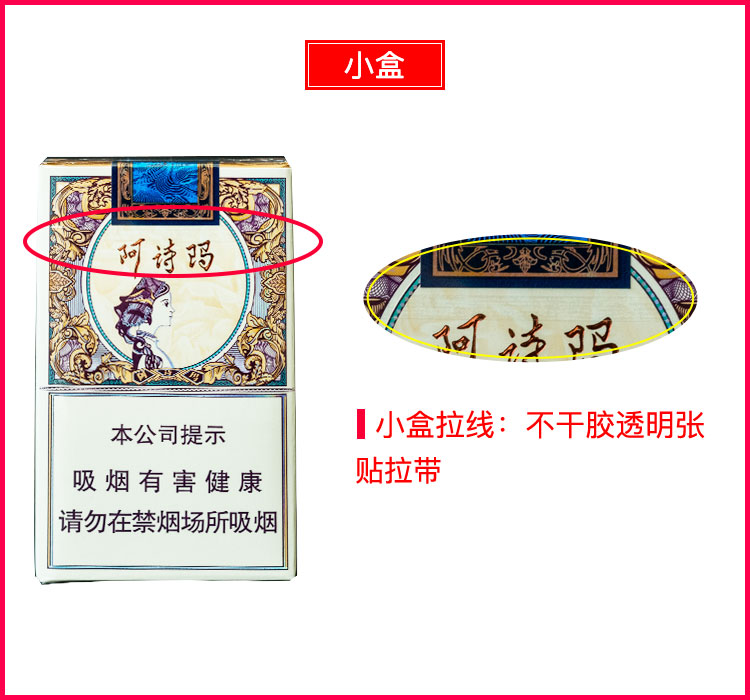 小盒
阿诗玛
阿诗玛
本公司提示
吸烟有害健康
请勿在禁烟场所吸烟
小盒拉线：不干胶透明张
贴拉带